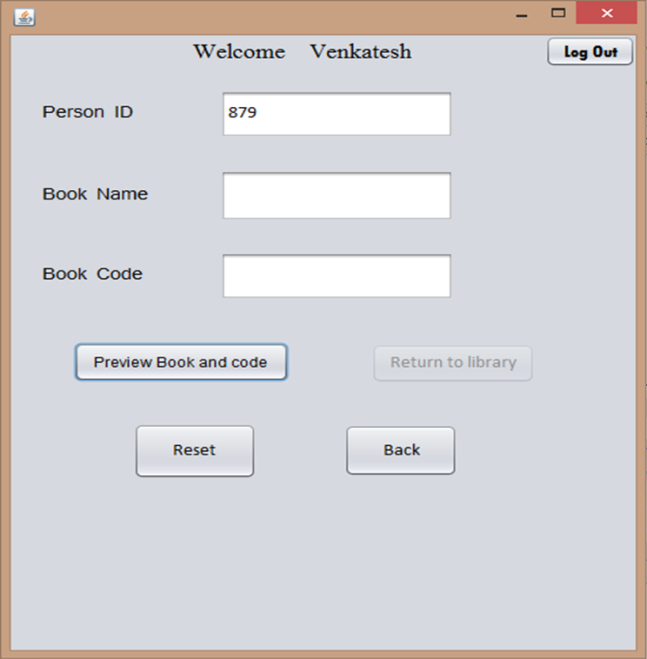 Welcome Venkatesh Log Out
Person ID 879
Book Name
Book Code
Preview Book and code Return to library
Reset Back